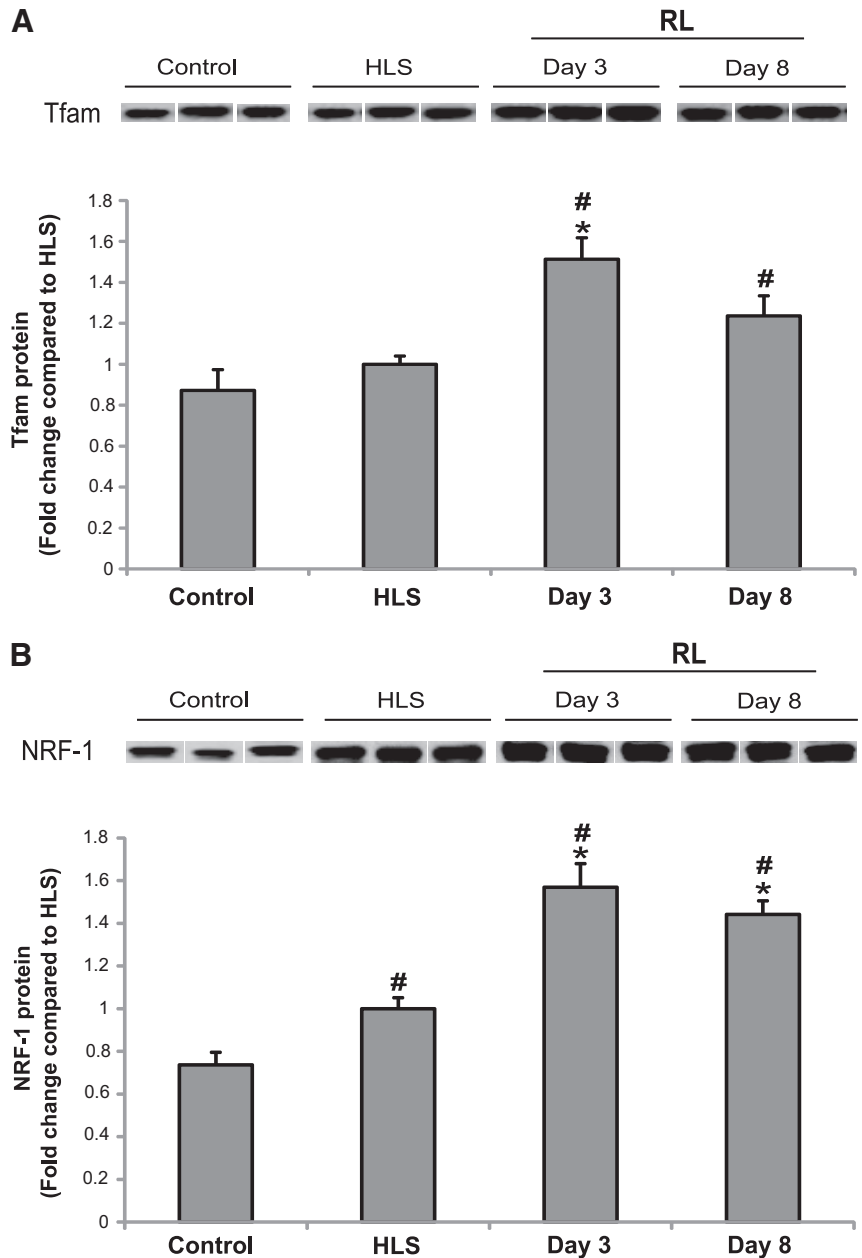 A
RL
Control HLS Day 3 Day 8
Tfam
Tfam protein
(Fold change compared to HLS)
1.8
1.6
1.4
1.2
1
0.8
0.6
0.4
0.2
0
#
*
#
Control HLS Day 3 Day 8
B
RL
Control HLS Day 3 Day 8
NRF-1
NRF-1 protein
(Fold change compared to HLS)
1.8
1.6
1.4
1.2
1
0.8
0.6
0.4
0.2
0
#
#
*
#
*
Control HLS Day 3 Day 8